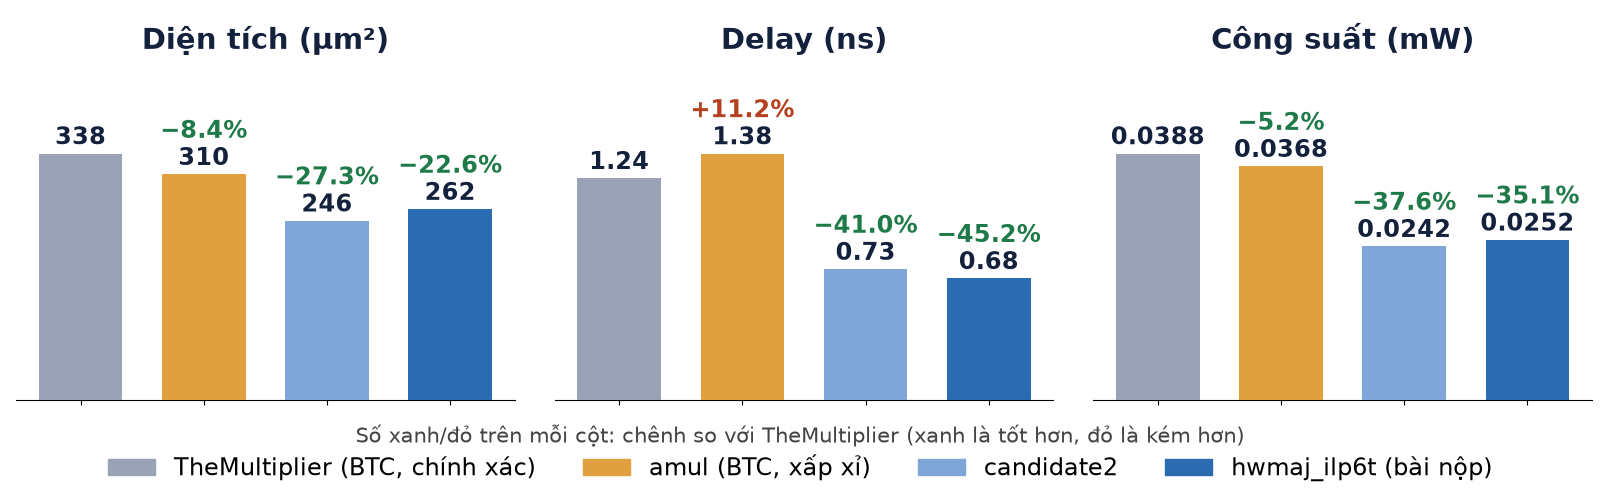 Diện tích (µm²)
338
−8.4%
310
−27.3%
246
−22.6%
262
Delay (ns)
1.24
+11.2%
1.38
−41.0%
0.73
−45.2%
0.68
Công suất (mW)
0.0388
−5.2%
0.0368
−37.6%
0.0242
−35.1%
0.0252
Số xanh/đỏ trên mỗi cột: chênh so với TheMultiplier (xanh là tốt hơn, đỏ là kém hơn)
TheMultiplier (BTC, chính xác)
amul (BTC, xấp xỉ)
candidate2
hwmaj_ilp6t (bài nộp)